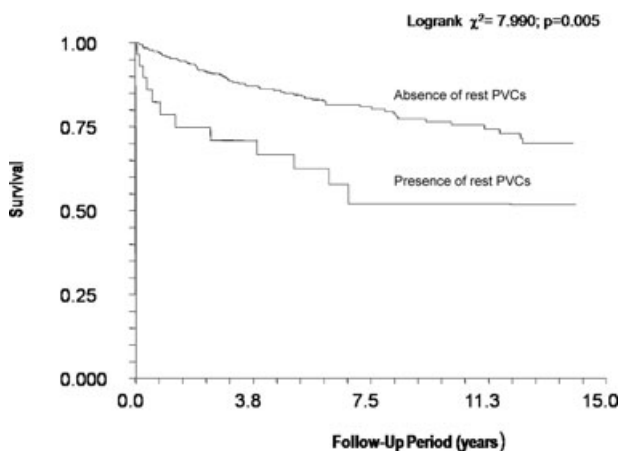 Logrank χ²= 7.990; p=0.005
1.00
Absence of rest PVCs
0.75
Survival
Presence of rest PVCs
0.50
0.25
0.000
0.0 3.8 7.5 11.3 15.0
Follow-Up Period (years)